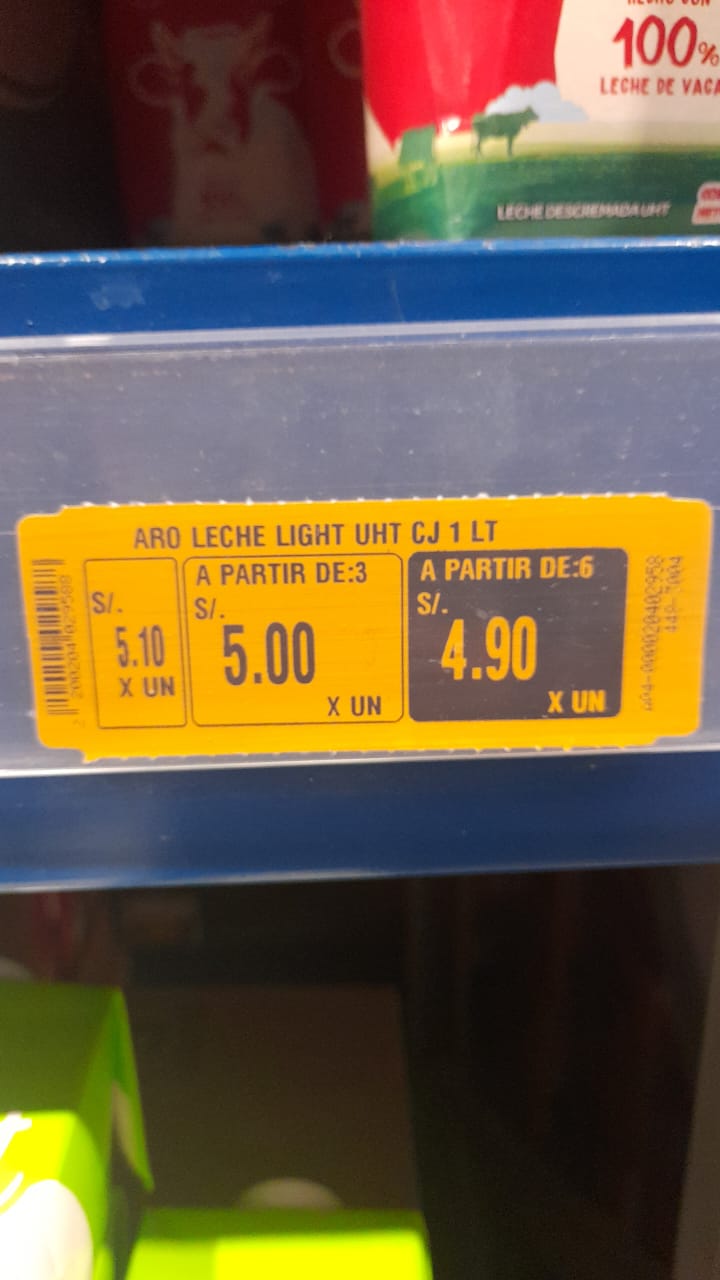 100%
LECHE DE VACA
LECHE DESCREMADA UHT
ARO LECHE LIGHT UHT CJ 1 LT
S/.
5.10
X UN
A PARTIR DE:3
S/.
5.00
X UN
A PARTIR DE:6
S/.
4.90
X UN